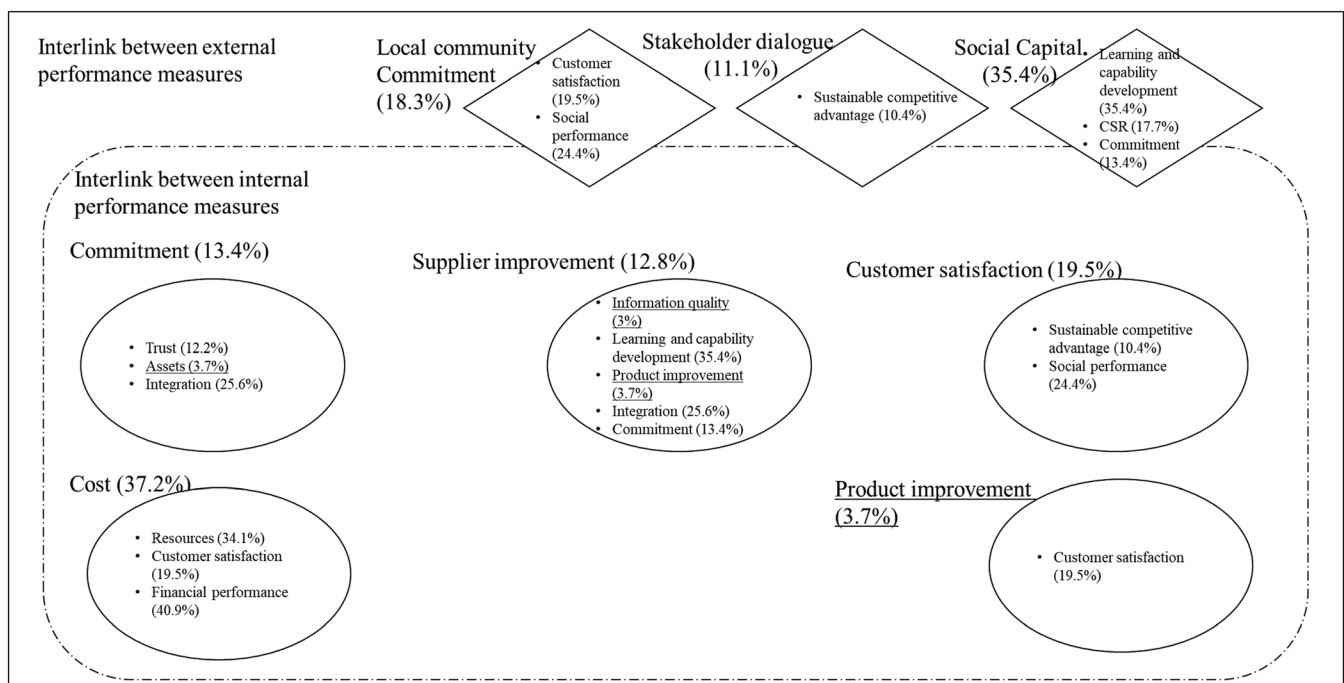 Interlink between external
performance measures
Local community
Commitment
(18.3%)
• Customer
satisfaction
(19.5%)
• Social
performance
(24.4%)
Stakeholder dialogue
(11.1%)
• Sustainable competitive
advantage (10.4%)
Social Capital
(35.4%)
• Learning and
capability
development
(35.4%)
• CSR (17.7%)
• Commitment
(13.4%)
Interlink between internal
performance measures
Commitment (13.4%)
• Trust (12.2%)
• Assets (3.7%)
• Integration (25.6%)
Supplier improvement (12.8%)
• Information quality
(3%)
• Learning and capability
development (35.4%)
• Product improvement
(3.7%)
• Integration (25.6%)
• Commitment (13.4%)
Customer satisfaction (19.5%)
• Sustainable competitive
advantage (10.4%)
• Social performance
(24.4%)
Cost (37.2%)
• Resources (34.1%)
• Customer satisfaction
(19.5%)
• Financial performance
(40.9%)
Product improvement
(3.7%)
• Customer satisfaction
(19.5%)